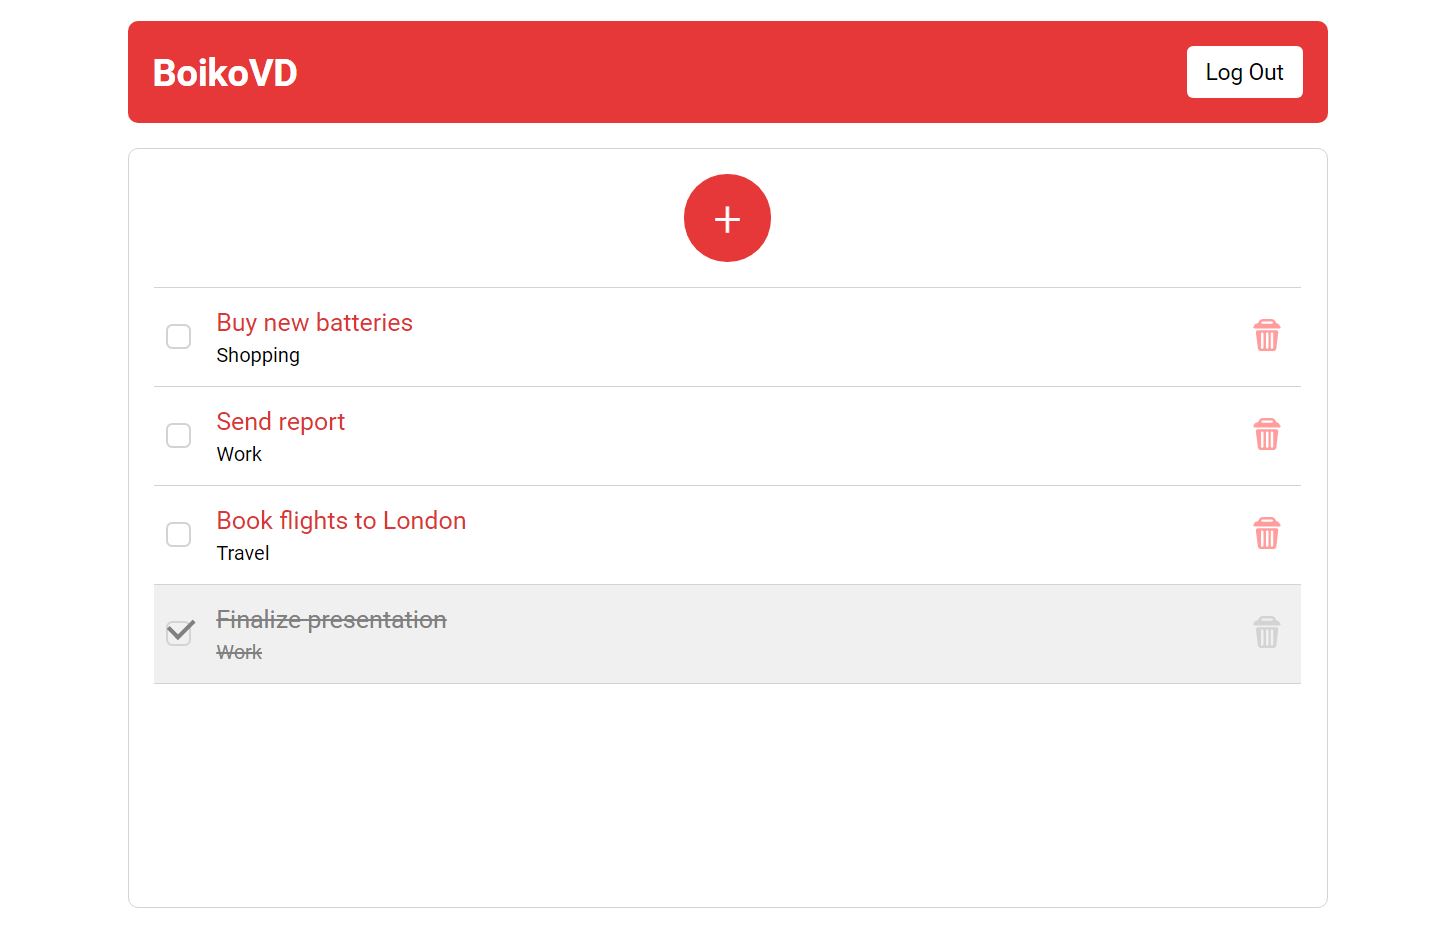 BoikoVD
Log Out
+
Buy new batteries
Shopping
Send report
Work
Book flights to London
Travel
Finalize presentation
Work